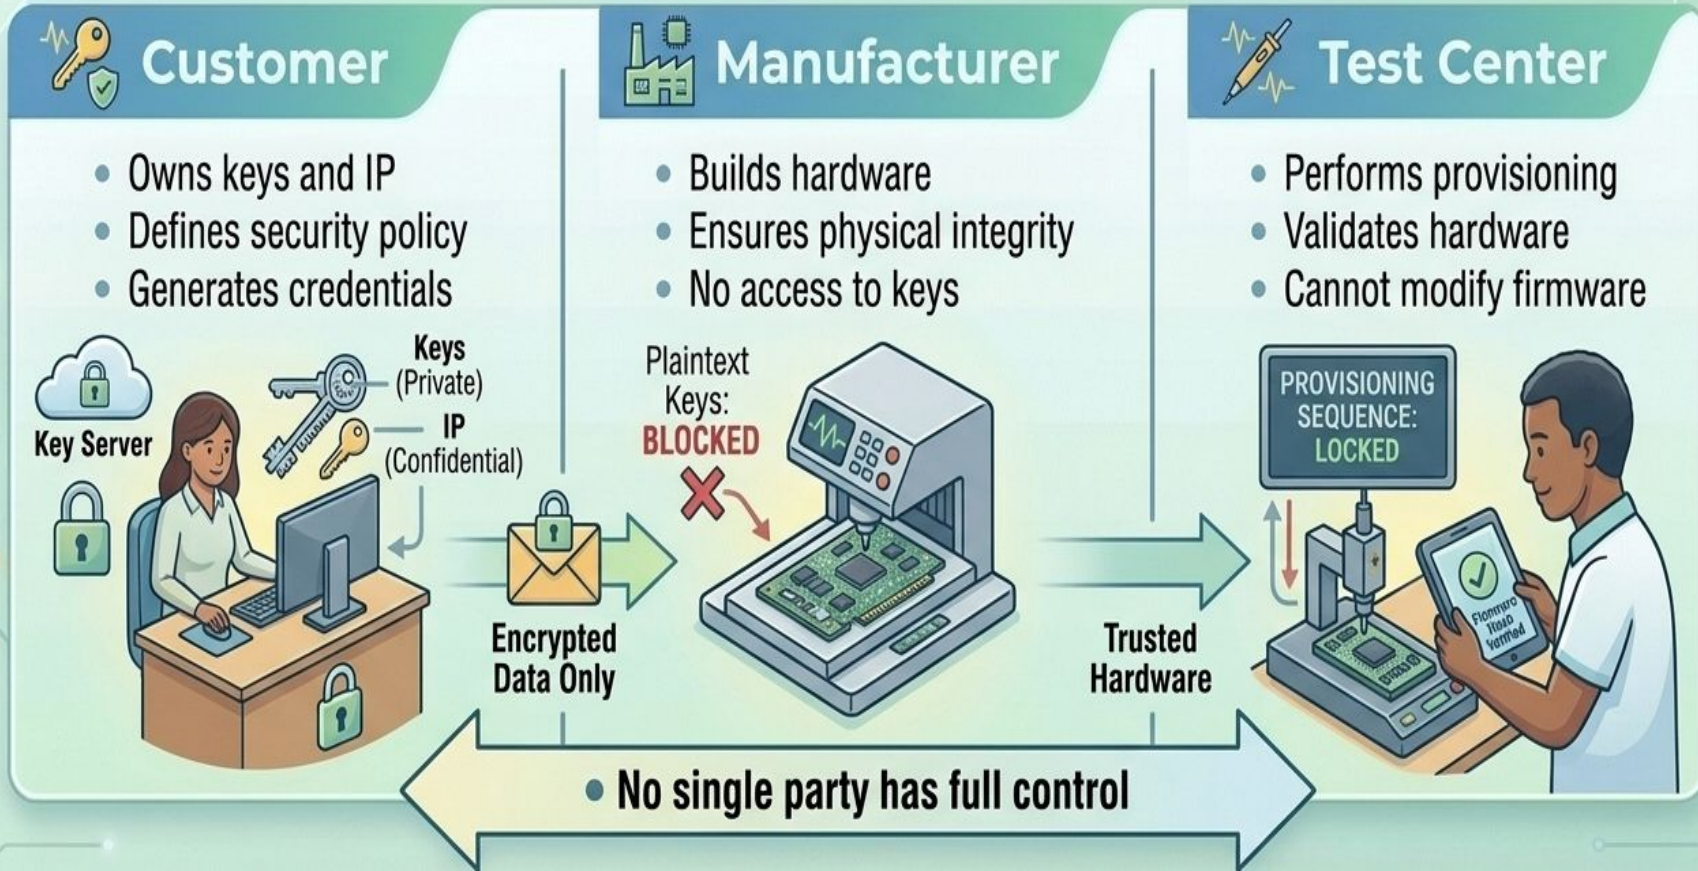 Customer
Owns keys and IP
Defines security policy
Generates credentials
Key Server
Keys
(Private)
IP
(Confidential)
Encrypted
Data Only
Manufacturer
Builds hardware
Ensures physical integrity
No access to keys
Plaintext
Keys:
BLOCKED
Trusted
Hardware
Test Center
Performs provisioning
Validates hardware
Cannot modify firmware
PROVISIONING
SEQUENCE:
LOCKED
No single party has full control